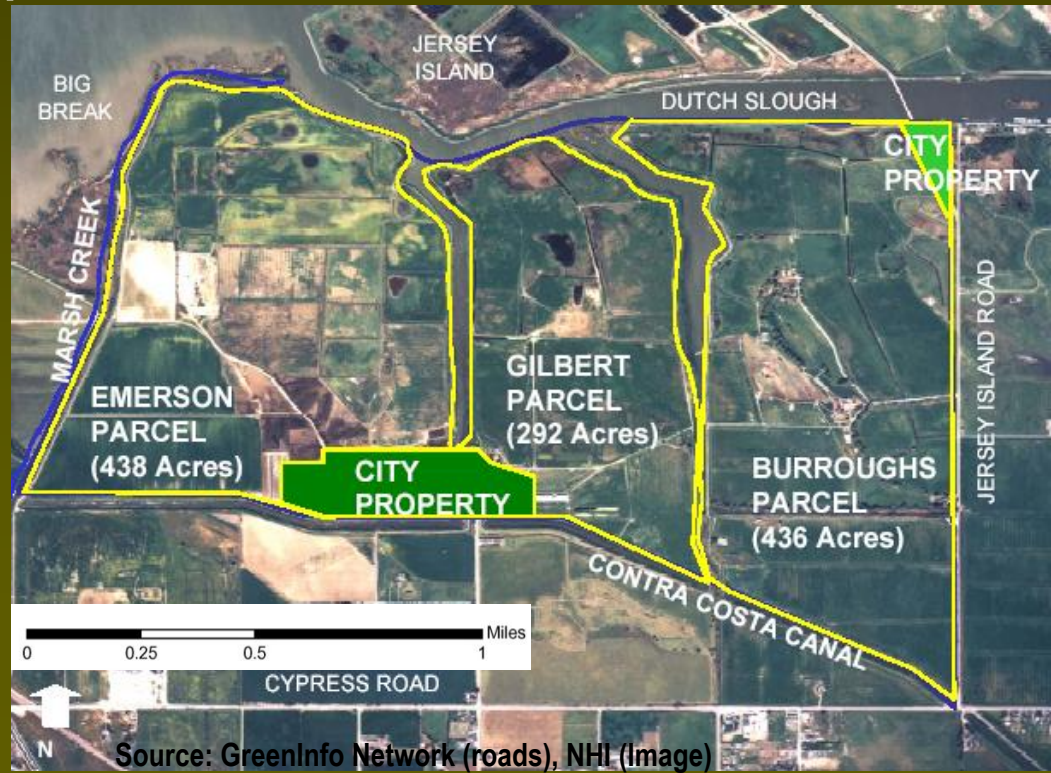 JERSEY
ISLAND
BIG
BREAK
DUTCH SLOUGH
CITY
PROPERTY
MARSH CREEK
JERSEY ISLAND ROAD
EMERSON
PARCEL
(438 Acres)
GILBERT
PARCEL
(292 Acres)
CITY
PROPERTY
BURROUGHS
PARCEL
(436 Acres)
CONTRA COSTA CANAL
Miles
0 0.25 0.5 1
CYPRESS ROAD
N
Source: GreenInfo Network (roads), NHI (Image)